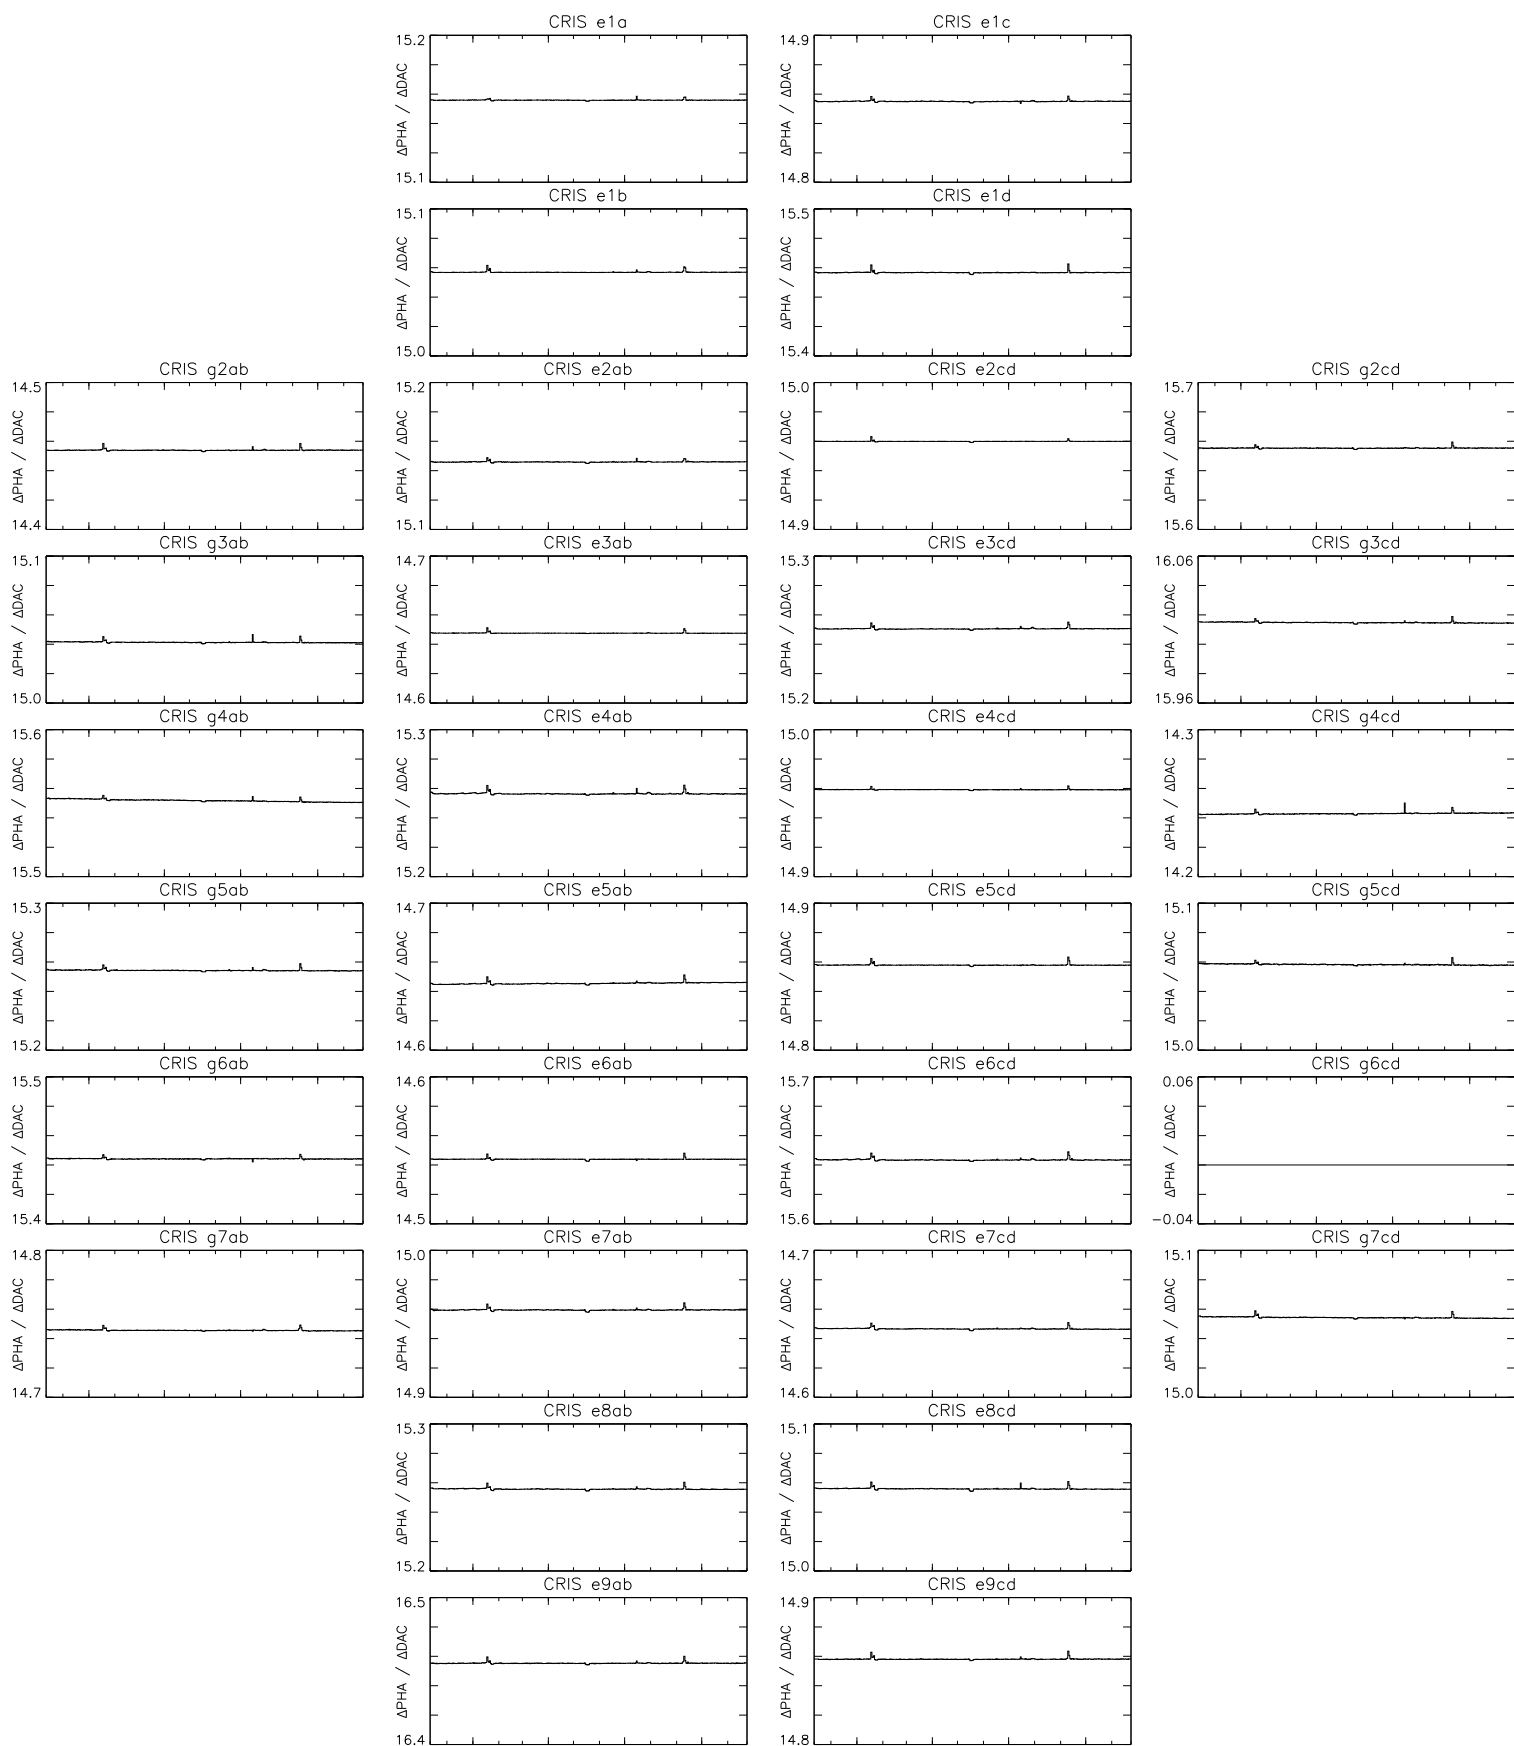 CRIS e1a
15.2
ΔPHA / ΔDAC
15.1
CRIS e1c
14.9
ΔPHA / ΔDAC
14.8
CRIS e1b
15.1
ΔPHA / ΔDAC
15.0
CRIS e1d
15.5
ΔPHA / ΔDAC
15.4
CRIS g2ab
14.5
ΔPHA / ΔDAC
14.4
CRIS e2ab
15.2
ΔPHA / ΔDAC
15.1
CRIS e2cd
15.0
ΔPHA / ΔDAC
14.9
CRIS g2cd
15.7
ΔPHA / ΔDAC
15.6
CRIS g3ab
15.1
ΔPHA / ΔDAC
15.0
CRIS e3ab
14.7
ΔPHA / ΔDAC
14.6
CRIS e3cd
15.3
ΔPHA / ΔDAC
15.2
CRIS g3cd
16.06
ΔPHA / ΔDAC
15.96
CRIS g4ab
15.6
ΔPHA / ΔDAC
15.5
CRIS e4ab
15.3
ΔPHA / ΔDAC
15.2
CRIS e4cd
15.0
ΔPHA / ΔDAC
14.9
CRIS g4cd
14.3
ΔPHA / ΔDAC
14.2
CRIS g5ab
15.3
ΔPHA / ΔDAC
15.2
CRIS e5ab
14.7
ΔPHA / ΔDAC
14.6
CRIS e5cd
14.9
ΔPHA / ΔDAC
14.8
CRIS g5cd
15.1
ΔPHA / ΔDAC
15.0
CRIS g6ab
15.5
ΔPHA / ΔDAC
15.4
CRIS e6ab
14.6
ΔPHA / ΔDAC
14.5
CRIS e6cd
15.7
ΔPHA / ΔDAC
15.6
CRIS g6cd
0.06
ΔPHA / ΔDAC
−0.04
CRIS g7ab
14.8
ΔPHA / ΔDAC
14.7
CRIS e7ab
15.0
ΔPHA / ΔDAC
14.9
CRIS e7cd
14.7
ΔPHA / ΔDAC
14.6
CRIS g7cd
15.1
ΔPHA / ΔDAC
15.0
CRIS e8ab
15.3
ΔPHA / ΔDAC
15.2
CRIS e8cd
15.1
ΔPHA / ΔDAC
15.0
CRIS e9ab
16.5
ΔPHA / ΔDAC
16.4
CRIS e9cd
14.9
ΔPHA / ΔDAC
14.8